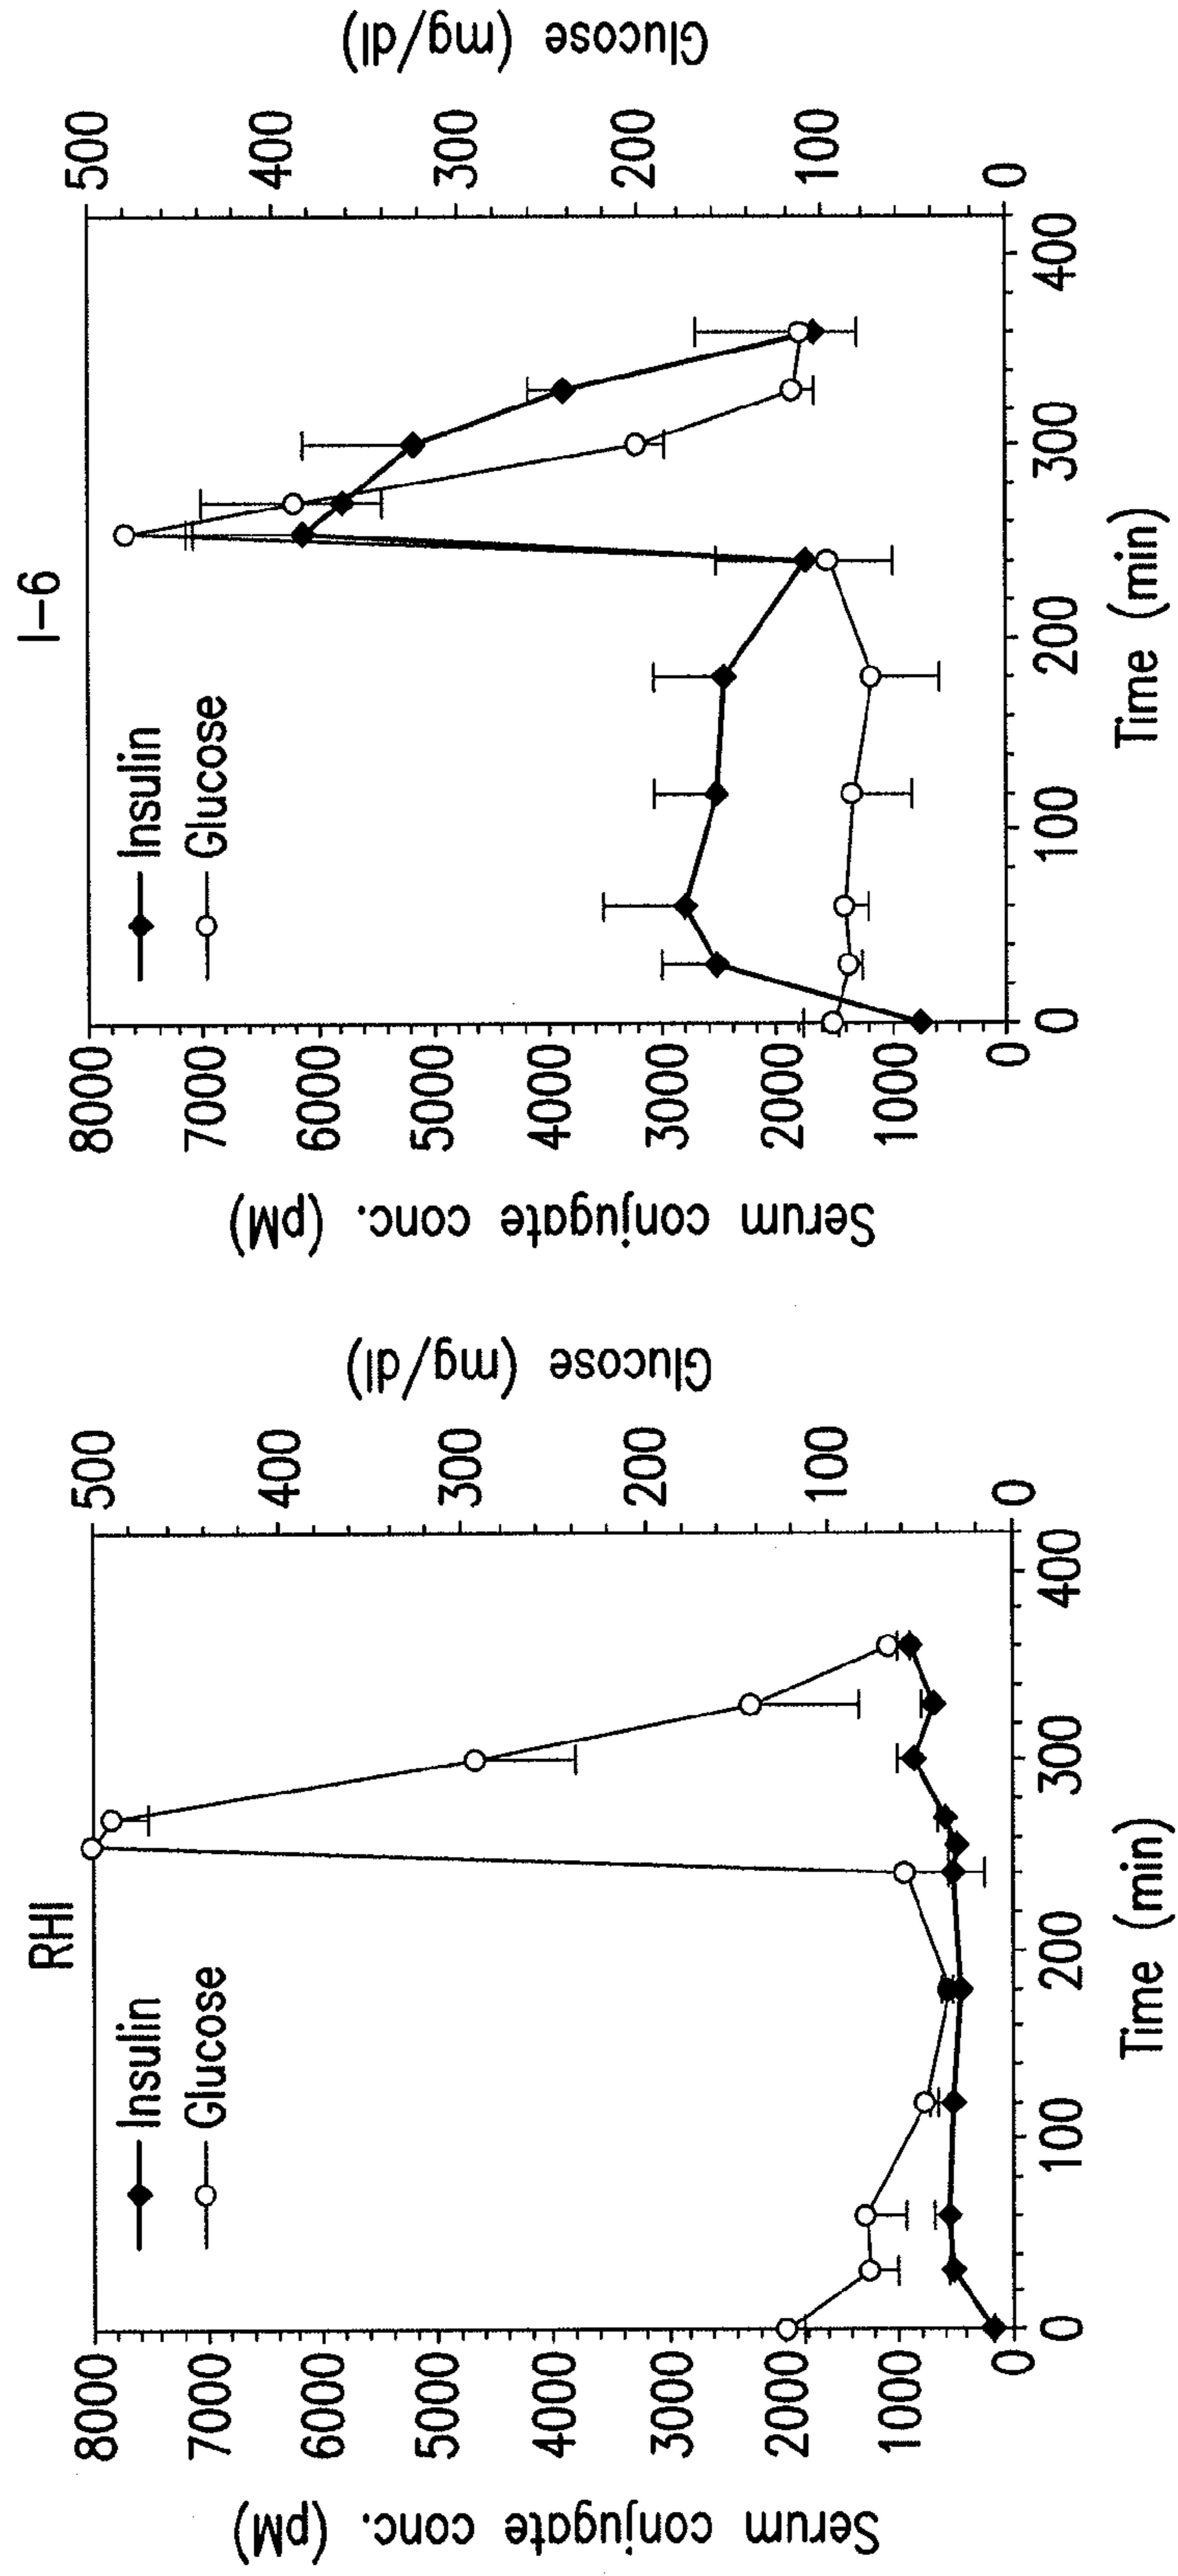 RHI
Insulin
Glucose
Serum conjugate conc. (pM)
8000
7000
6000
5000
4000
3000
2000
1000
0
Glucose (mg/dl)
500
400
300
200
100
0
0 100 200 300 400
Time (min)
I-6
Insulin
Glucose
Serum conjugate conc. (pM)
8000
7000
6000
5000
4000
3000
2000
1000
0
Glucose (mg/dl)
500
400
300
200
100
0
0 100 200 300 400
Time (min)